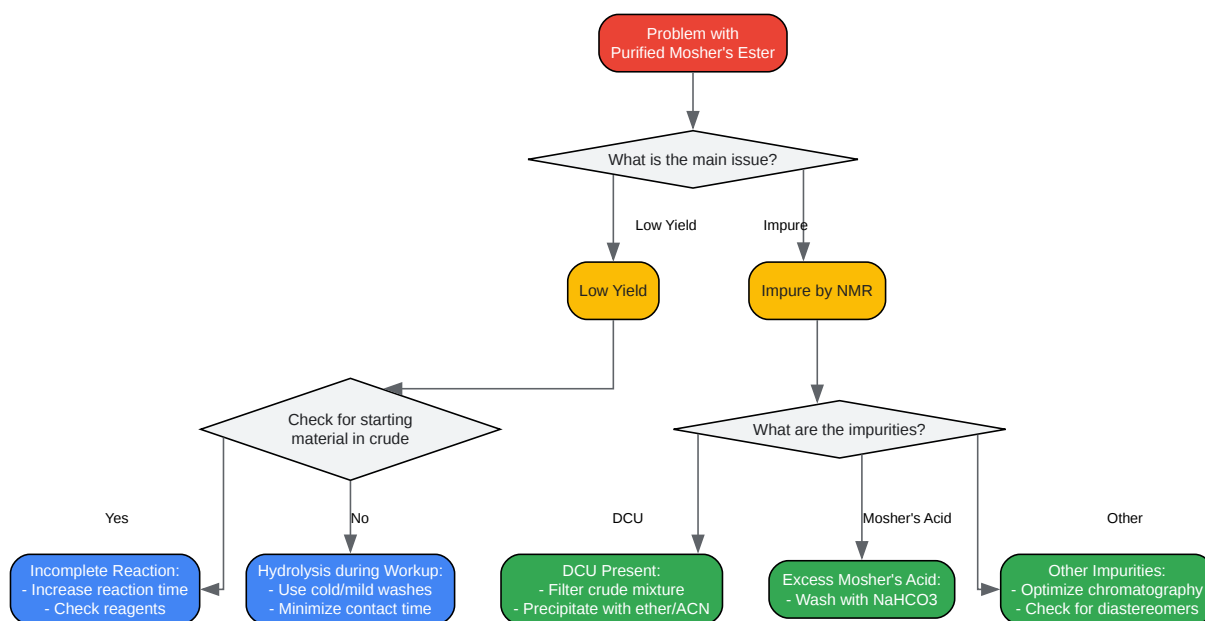 Problem with
Purified Mosher's Ester
What is the main issue?
Low Yield
Impure
Low Yield
Impure by NMR
Check for starting
material in crude
What are the impurities?
Yes
No
DCU
Mosher's Acid
Other
Incomplete Reaction:
- Increase reaction time
- Check reagents
Hydrolysis during Workup:
- Use cold/mild washes
- Minimize contact time
DCU Present:
- Filter crude mixture
- Precipitate with ether/ACN
Excess Mosher's Acid:
- Wash with NaHCO3
Other Impurities:
- Optimize chromatography
- Check for diastereomers